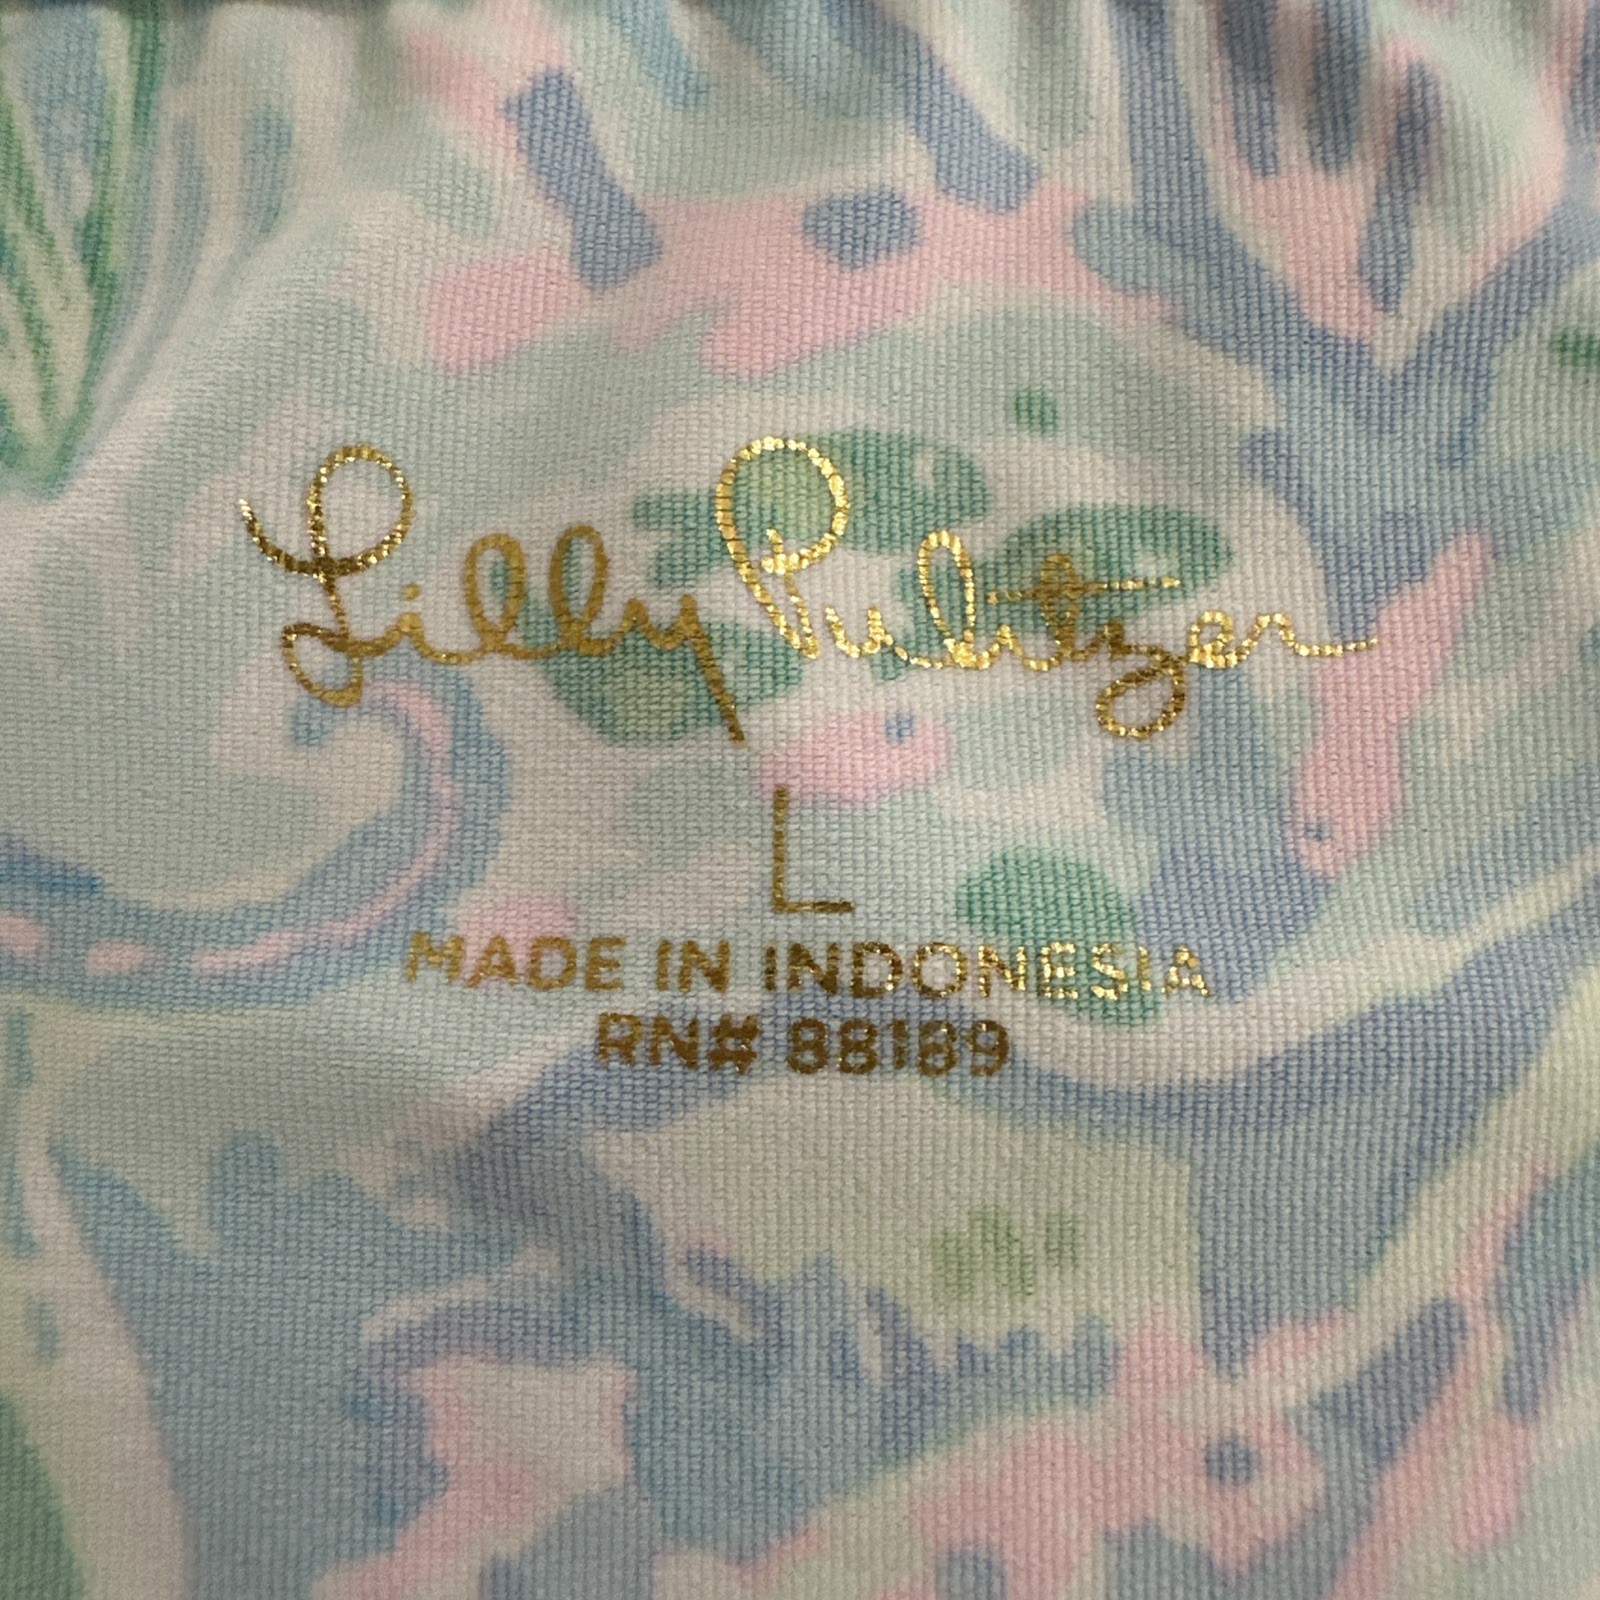 Lilly Pulitzer
L
MADE IN INDONESIA
RN# 88189